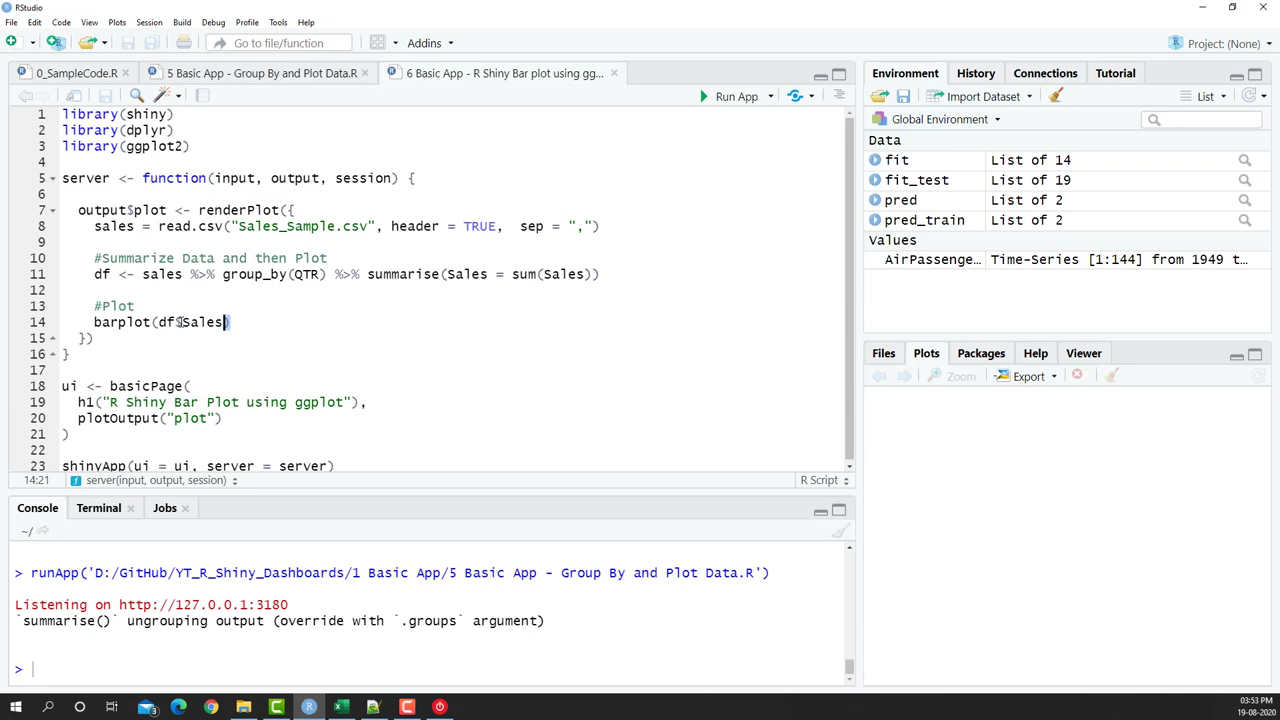 RStudio
File Edit Code View Plots Session Build Debug Profile Tools Help
Go to file/function Addins Project: (None)
0_SampleCode.R 5 Basic App - Group By and Plot Data.R 6 Basic App - R Shiny Bar plot using gg...
Run App
1 library(shiny)
2 library(dplyr)
3 library(ggplot2)
4
5 server <- function(input, output, session) {
6
7 output$plot <- renderPlot({
8 sales = read.csv("Sales_Sample.csv", header = TRUE, sep = ",")
9
10 #Summarize Data and then Plot
11 df <- sales %>% group_by(QTR) %>% summarise(Sales = sum(Sales))
12
13 #Plot
14 barplot(df$Sales)
15 })
16 }
17
18 ui <- basicPage(
19 h1("R Shiny Bar Plot using ggplot"),
20 plotOutput("plot")
21 )
22
23 shinyApp(ui = ui, server = server)
14:21 server(input, output, session) R Script
Console Terminal Jobs
~/
> runApp('D:/GitHub/YT_R_Shiny_Dashboards/1 Basic App/5 Basic App - Group By and Plot Data.R')
Listening on http://127.0.0.1:3180
`summarise()` ungrouping output (override with `.groups` argument)
>
Environment History Connections Tutorial
Import Dataset List
Global Environment
Data
fit List of 14
fit_test List of 19
pred List of 2
pred_train List of 2
Values
AirPassenge… Time-Series [1:144] from 1949 t…
Files Plots Packages Help Viewer
Zoom Export
3
03:53 PM
19-08-2020